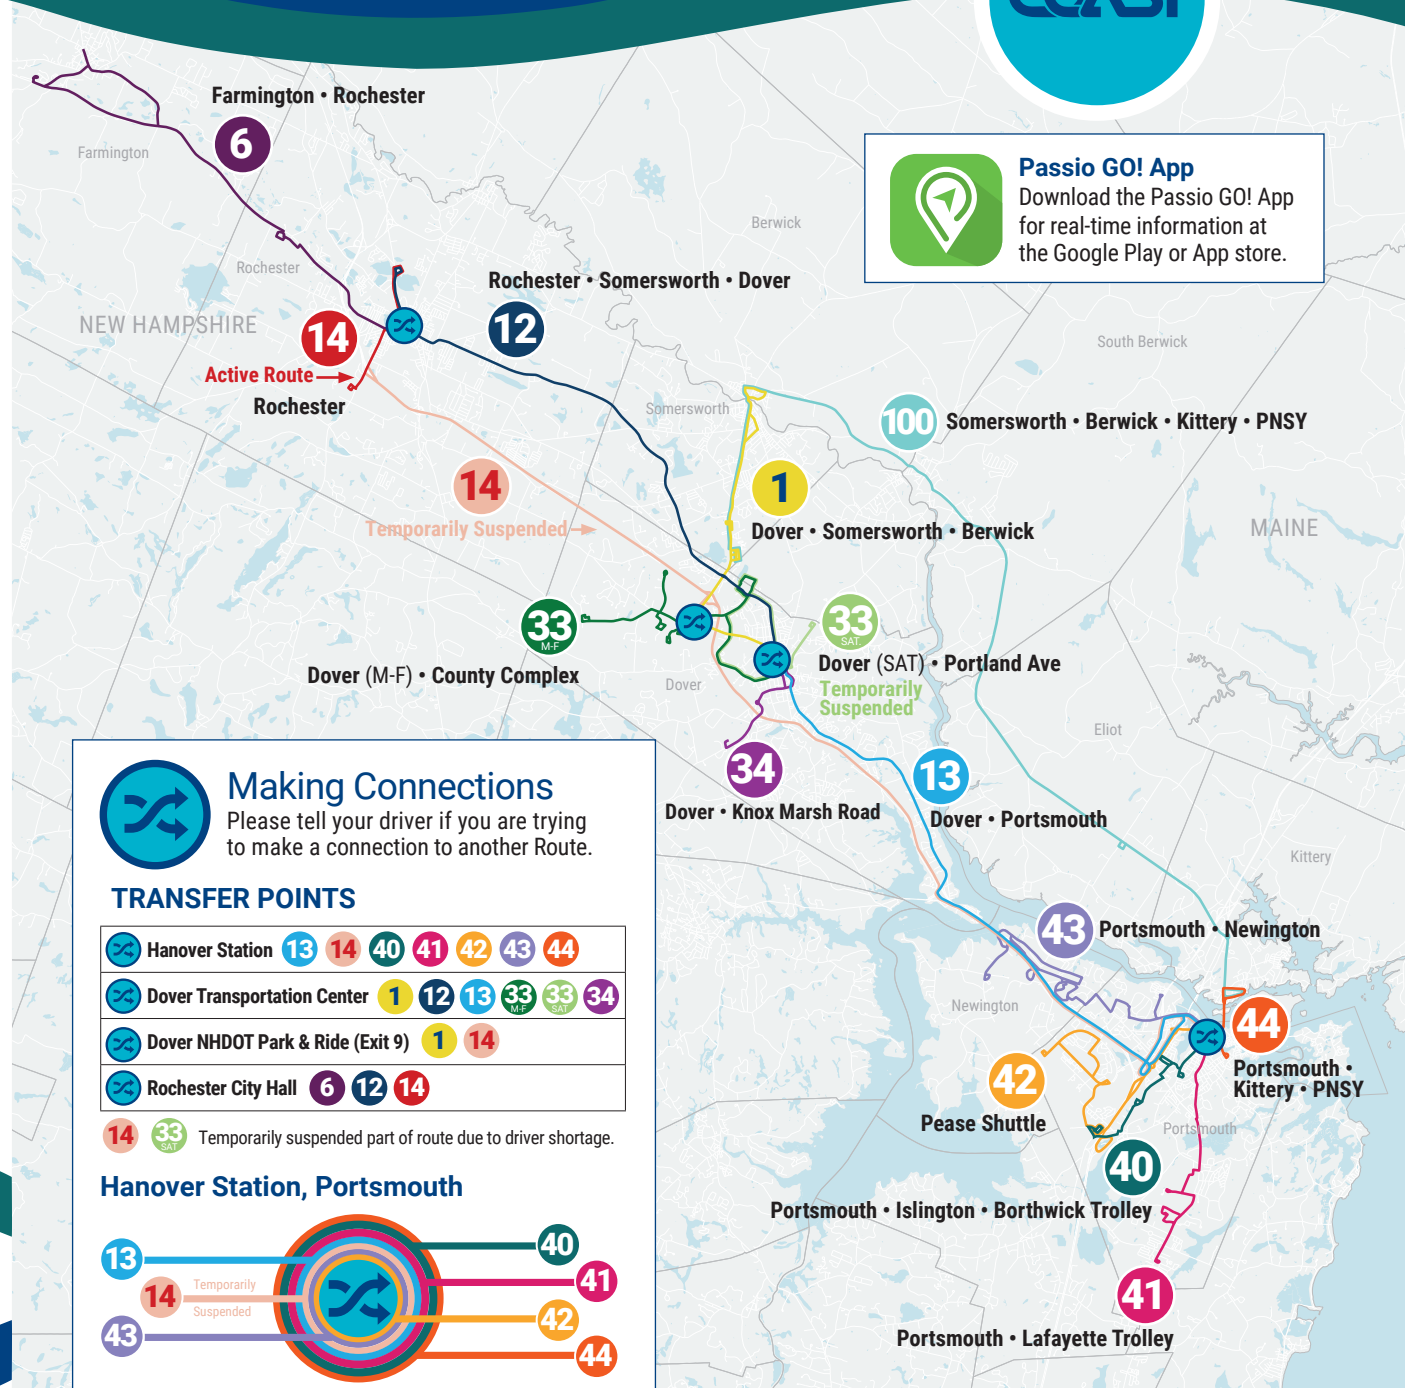 COAST
Farmington • Rochester
6
Farmington
Passio GO! App
Download the Passio GO! App
for real-time information at
the Google Play or App store.
Berwick
Rochester
Rochester • Somersworth • Dover
NEW HAMPSHIRE
14
12
South Berwick
Active Route
Rochester
Somersworth
100
Somersworth • Berwick • Kittery • PNSY
14
1
Temporarily Suspended
Dover • Somersworth • Berwick
MAINE
33
M-F
33
SAT.
Dover (M-F) • County Complex
Dover (SAT) • Portland Ave
Dover
Temporarily
Suspended
Eliot
34
13
Dover • Knox Marsh Road
Dover • Portsmouth
Kittery
43
Portsmouth • Newington
Newington
44
Portsmouth •
Kittery • PNSY
42
Pease Shuttle
Portsmouth
40
Portsmouth • Islington • Borthwick Trolley
41
Portsmouth • Lafayette Trolley
Making Connections
Please tell your driver if you are trying
to make a connection to another Route.
TRANSFER POINTS
Hanover Station 13 14 40 41 42 43 44
Dover Transportation Center 1 12 13 33 M-F 33 SAT 34
Dover NHDOT Park & Ride (Exit 9) 1 14
Rochester City Hall 6 12 14
14 33 SAT Temporarily suspended part of route due to driver shortage.
Hanover Station, Portsmouth
13
40
14
Temporarily
Suspended
41
43
42
44